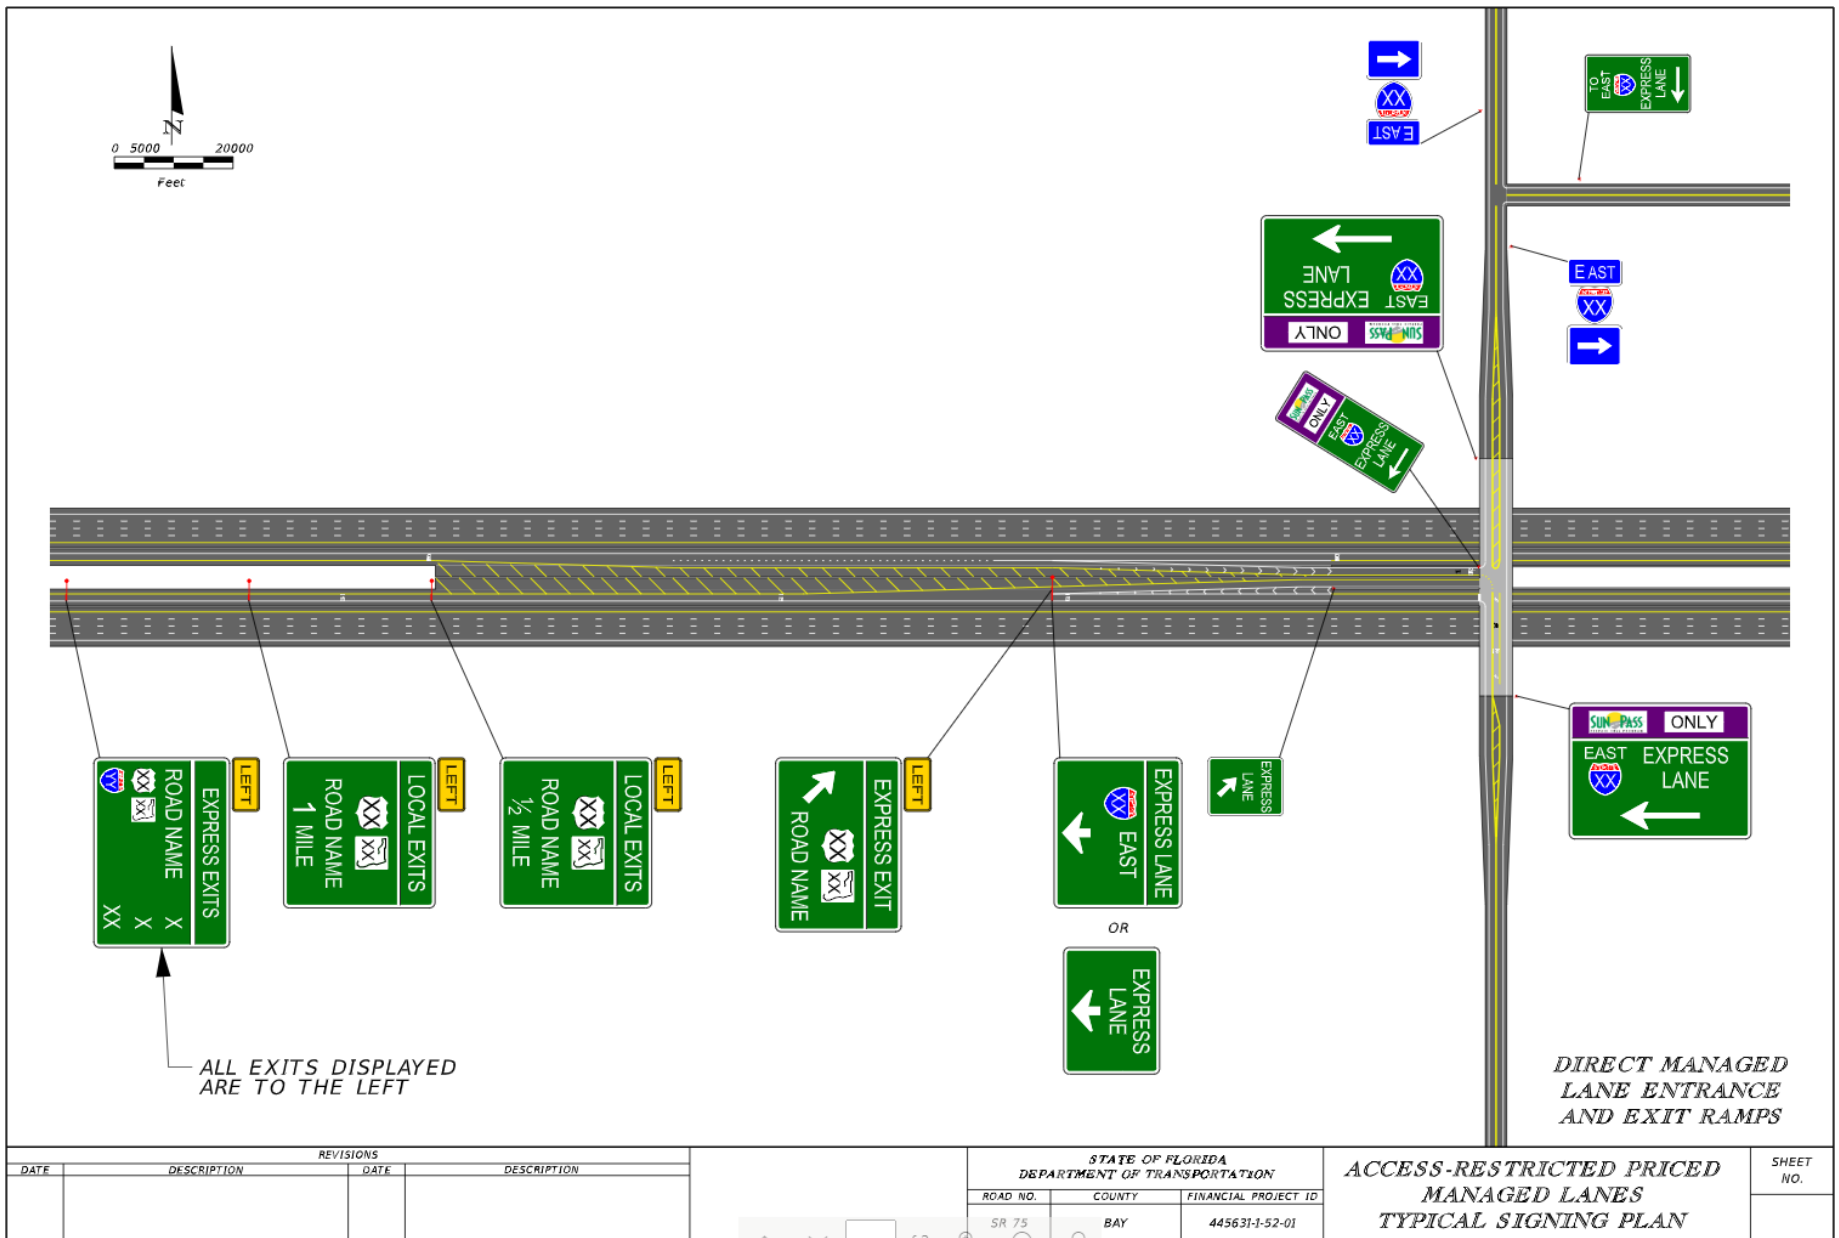 N
0 5000 20000
Feet
EAST
XX
TO
EAST
XX
EXPRESS
LANE
EAST
XX
SUNPASS ONLY
EAST EXPRESS
XX LANE
SUNPASS
ONLY
EAST
XX
EXPRESS
LANE
SUNPASS ONLY
EAST EXPRESS
XX LANE
LEFT
EXPRESS EXITS
ROAD NAME X
XX XX X
YY XX
LEFT
LOCAL EXITS
XX XX
ROAD NAME
1 MILE
LEFT
LOCAL EXITS
XX XX
ROAD NAME
½ MILE
LEFT
EXPRESS EXIT
XX XX
ROAD NAME
EXPRESS LANE
XX EAST
OR
EXPRESS
LANE
EXPRESS
LANE
ALL EXITS DISPLAYED
ARE TO THE LEFT
DIRECT MANAGED
LANE ENTRANCE
AND EXIT RAMPS
REVISIONS
DATE DESCRIPTION DATE DESCRIPTION
STATE OF FLORIDA
DEPARTMENT OF TRANSPORTATION
ROAD NO. COUNTY FINANCIAL PROJECT ID
SR 75 BAY 445631-1-52-01
ACCESS-RESTRICTED PRICED
MANAGED LANES
TYPICAL SIGNING PLAN
SHEET
NO.